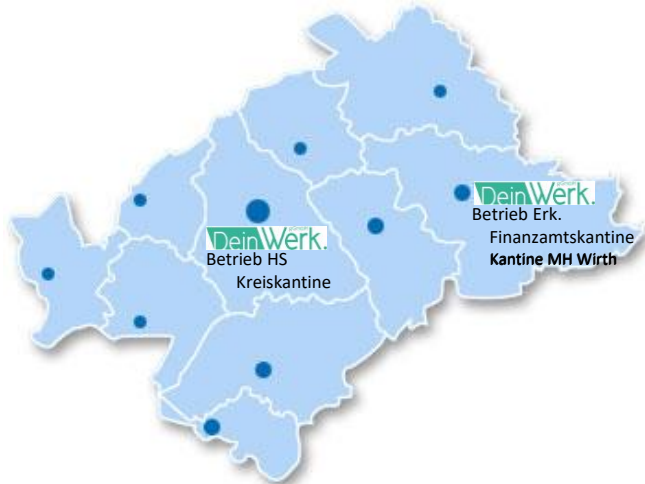 DeinWerk.
Betrieb HS
Kreiskantine
DeinWerk.
Betrieb Erk.
Finanzamtskantine
Kantine MH Wirth